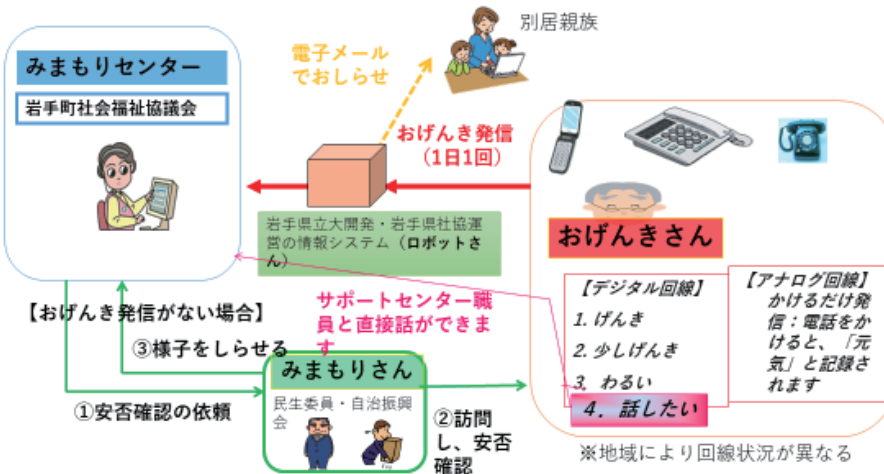 別居親族
電子メール
でおしらせ
みまもりセンター
岩手町社会福祉協議会
おげんき発信
（1日1回）
岩手県立大開発・岩手県社協運
営の情報システム（ロボットさ
ん）
おげんきさん
【デジタル回線】
1. げんき
2. 少しげんき
3. わるい
4. 話したい
【アナログ回線】
かけるだけ発
信：電話をか
けると、「元
気」と記録さ
れます
※地域により回線状況が異なる
サポートセンター職
員と直接話ができま
す
【おげんき発信がない場合】
③様子をしらせる
①安否確認の依頼
みまもりさん
民生委員・自治振興
会
②訪問
し、安否
確認